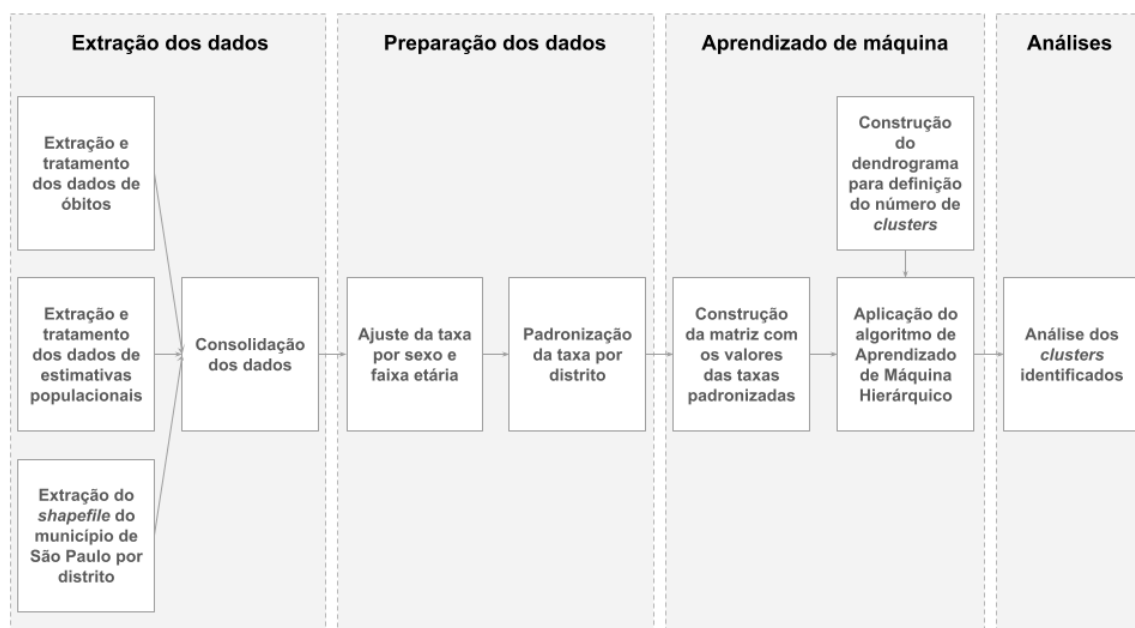 Extração dos dados
Extração e
tratamento
dos dados de
óbitos
Extração e
tratamento
dos dados de
estimativas
populacionais
Extração do
shapefile do
município de
São Paulo por
distrito
Consolidação
dos dados
Preparação dos dados
Ajuste da taxa
por sexo e
faixa etária
Padronização
da taxa por
distrito
Aprendizado de máquina
Construção
da matriz com
os valores
das taxas
padronizadas
Construção
do
dendrograma
para definição
do número de
clusters
Aplicação do
algoritmo de
Aprendizado
de Máquina
Hierárquico
Análises
Análise dos
clusters
identificados